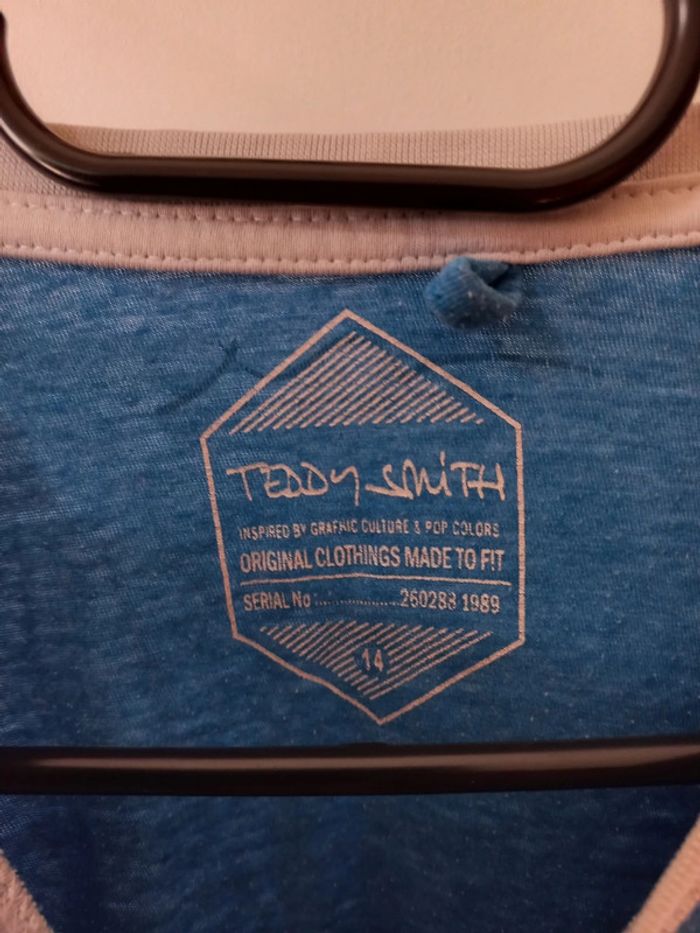 TEDDY SMITH
INSPIRED BY GRAPHIC CULTURE & POP COLORS
ORIGINAL CLOTHINGS MADE TO FIT
SERIAL No :.................. 260288 1989
14